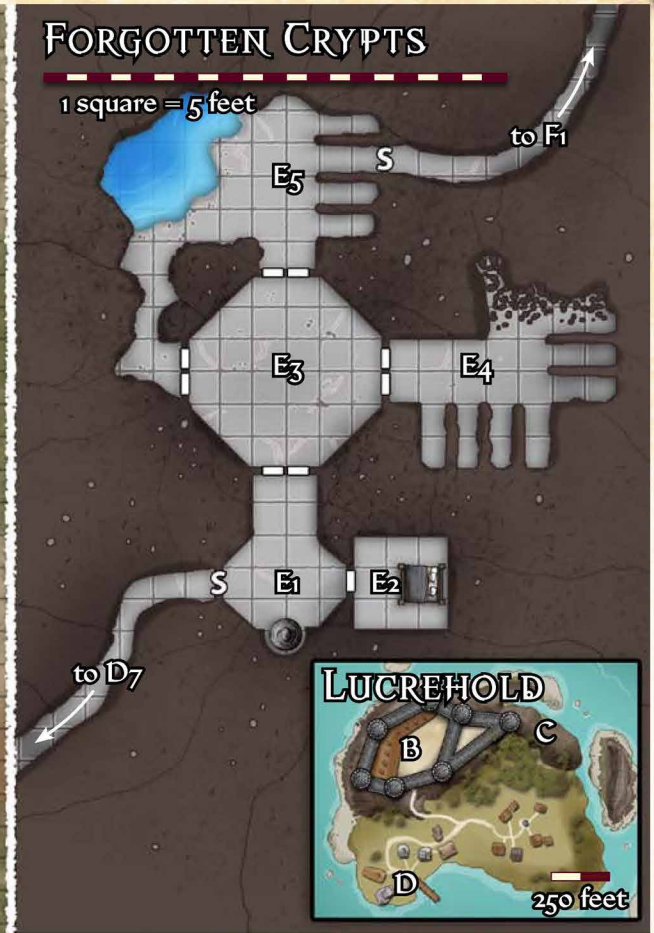 Forgotten Crypts
1 square = 5 feet
to F1
S
E5
E3
E4
S
E1
E2
to D7
Lucrehold
B
C
D
250 feet